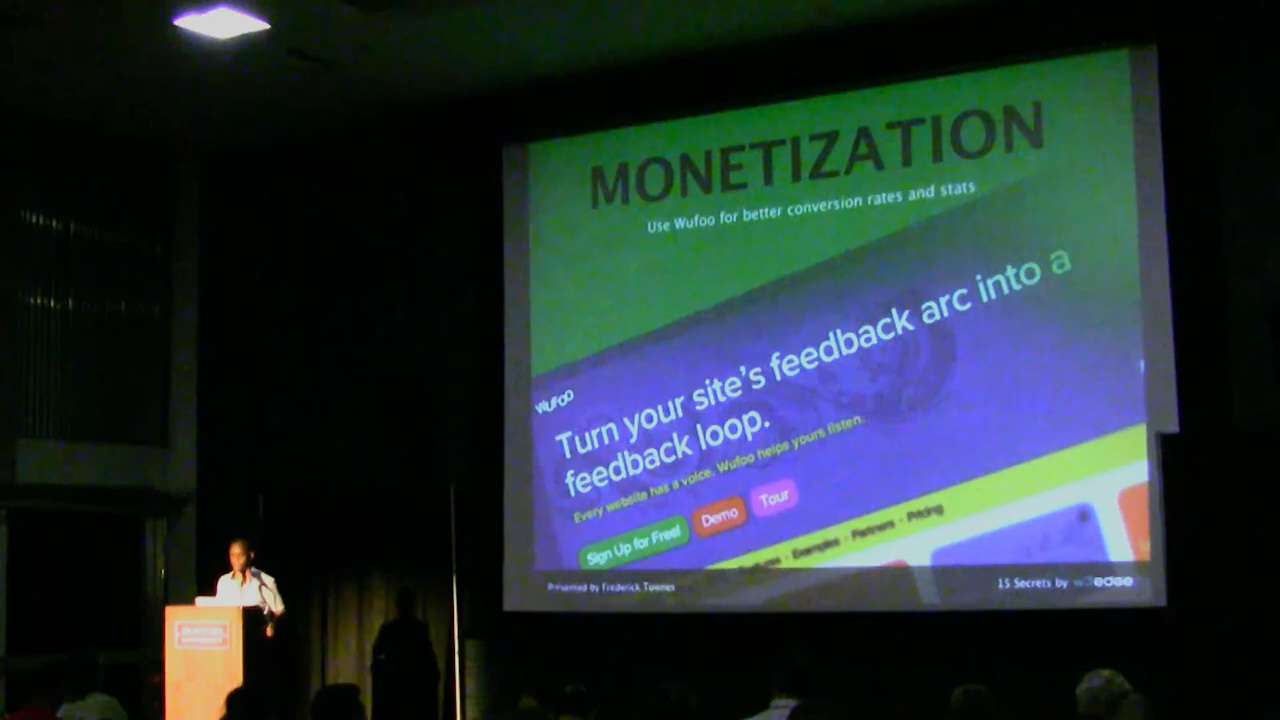 MONETIZATION
Use Wufoo for better conversion rates and stats
WUFOO
Turn your site's feedback arc into a
feedback loop.
Every website has a voice. Wufoo helps yours listen.
Sign Up for Free! Demo Tour
Examples · Partners · Pricing
Presented by Frederick Townes
15 Secrets by w3edge